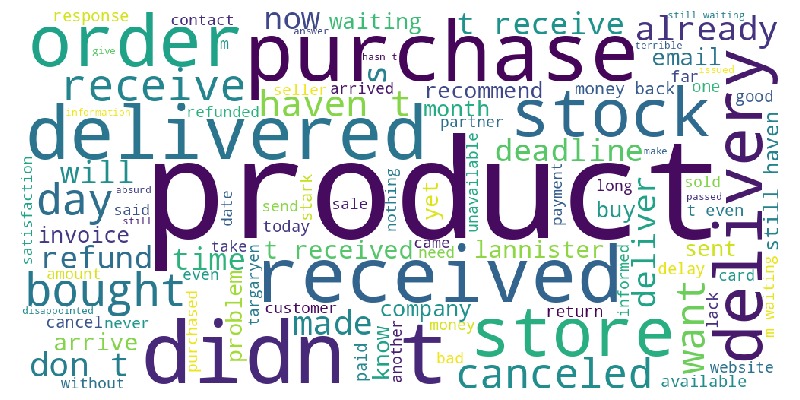 response
contact
now
waiting
t receive
still waiting
already
order
m
give
purchase
answer
hasn t
terrible
email
issued
receive
s
seller
arrived
recommend
money back
far
one
good
information
refunded
haven t
month
partner
stock
delivery
delivered
product
deadline
make
still haven
satisfaction
will
absurd
day
said
still
date
send
stark
sale
nothing
yet
unavailable
payment
long
buy
sold
passed
t even
invoice
today
refund
time
take
t received
came
need
lannister
informed
deliver
sent
delay
card
lack
m waiting
amount
even
problem
targaryen
received
bought
disappointed
cancel
never
purchased
customer
made
company
return
store
want
arrive
don t
without
didn t
paid
know
another
money
bad
canceled
website
available